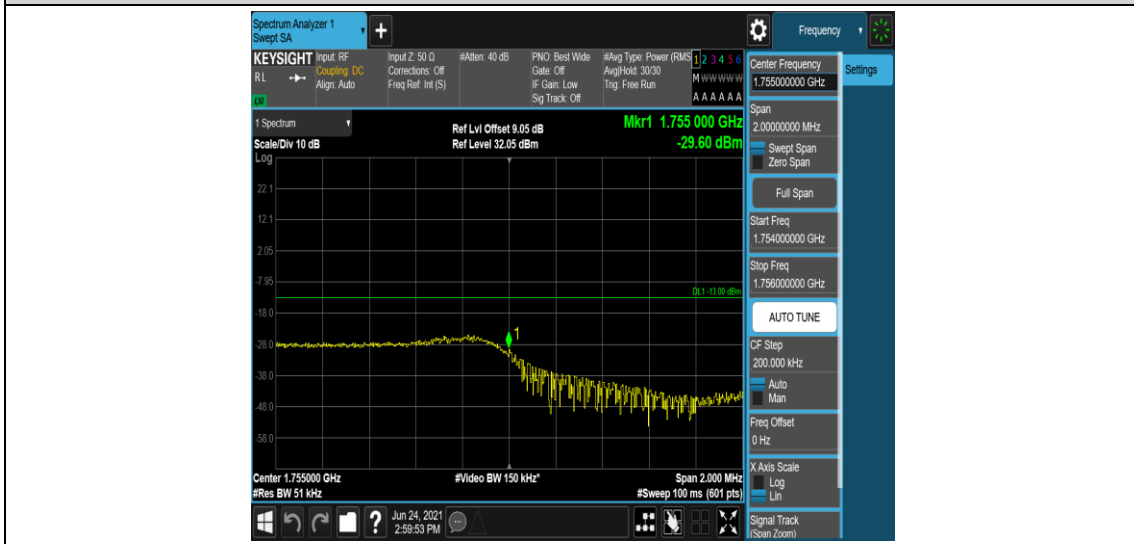 Spectrum Analyzer 1
Swept SA
+
Frequency
KEYSIGHT
RL
LXI
Input: RF
Coupling: DC
Align: Auto
Input Z: 50 Ω
Corrections: Off
Freq Ref: Int (S)
#Atten: 40 dB
PNO: Best Wide
Gate: Off
IF Gain: Low
Sig Track: Off
#Avg Type: Power (RMS
Avg|Hold: 30/30
Trig: Free Run
1 2 3 4 5 6
M W W W W W
A A A A A A
Center Frequency
1.755000000 GHz
Settings
Span
2.00000000 MHz
Swept Span
Zero Span
Full Span
Start Freq
1.754000000 GHz
Stop Freq
1.756000000 GHz
AUTO TUNE
CF Step
200.000 kHz
Auto
Man
Freq Offset
0 Hz
X Axis Scale
Log
Lin
Signal Track
(Span Zoom)
1 Spectrum
Scale/Div 10 dB
Ref Lvl Offset 9.05 dB
Ref Level 32.05 dBm
Mkr1 1.755 000 GHz
-29.60 dBm
Log
22.1
12.1
2.05
-7.95
DL1 -13.00 dBm
-18.0
1
-28.0
-38.0
-48.0
-58.0
Center 1.755000 GHz
#Res BW 51 kHz
#Video BW 150 kHz*
Span 2.000 MHz
#Sweep 100 ms (601 pts)
?
Jun 24, 2021
2:59:53 PM